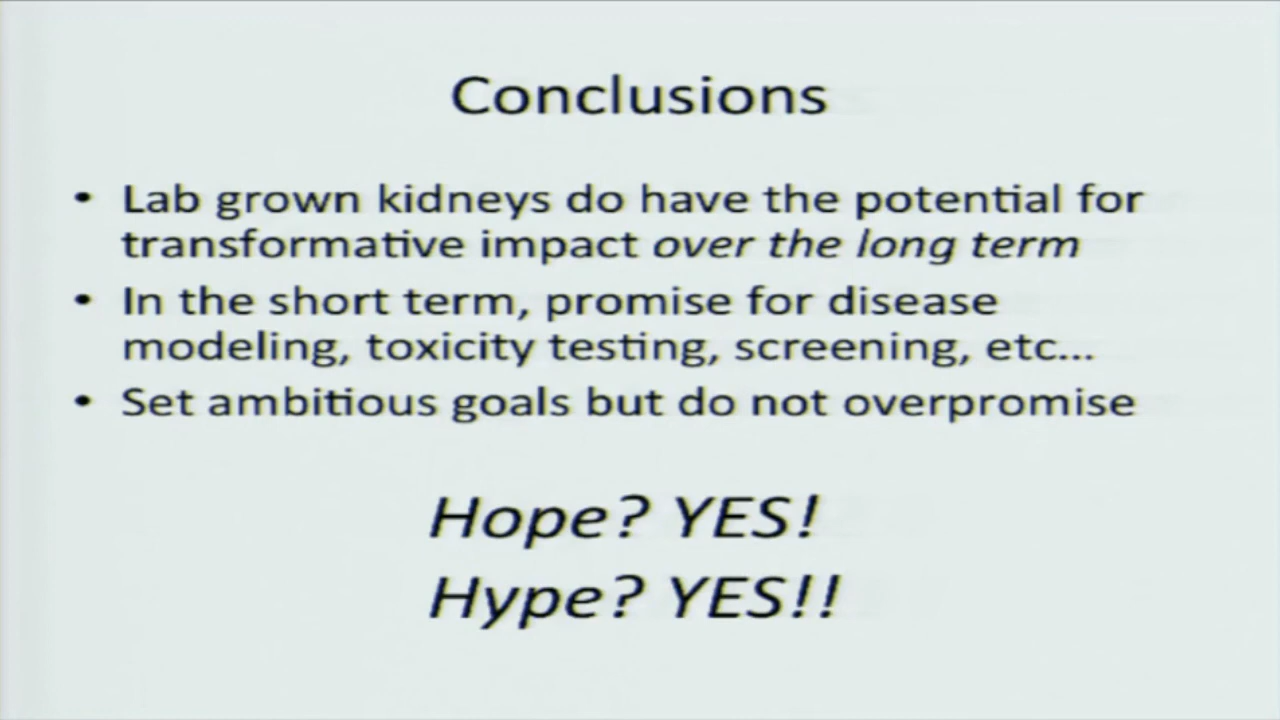 Conclusions
• Lab grown kidneys do have the potential for
transformative impact over the long term
• In the short term, promise for disease
modeling, toxicity testing, screening, etc...
• Set ambitious goals but do not overpromise
Hope? YES!
Hype? YES!!